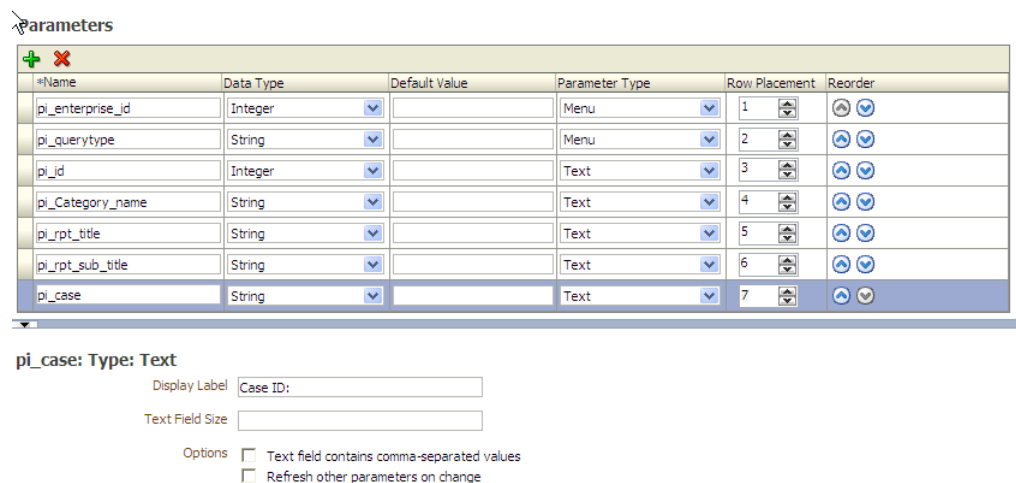 Parameters
*Name Data Type Default Value Parameter Type Row Placement Reorder
pi_enterprise_id Integer Menu 1
pi_querytype String Menu 2
pi_id Integer Text 3
pi_Category_name String Text 4
pi_rpt_title String Text 5
pi_rpt_sub_title String Text 6
pi_case String Text 7
pi_case: Type: Text
Display Label Case ID:
Text Field Size
Options Text field contains comma-separated values
Refresh other parameters on change